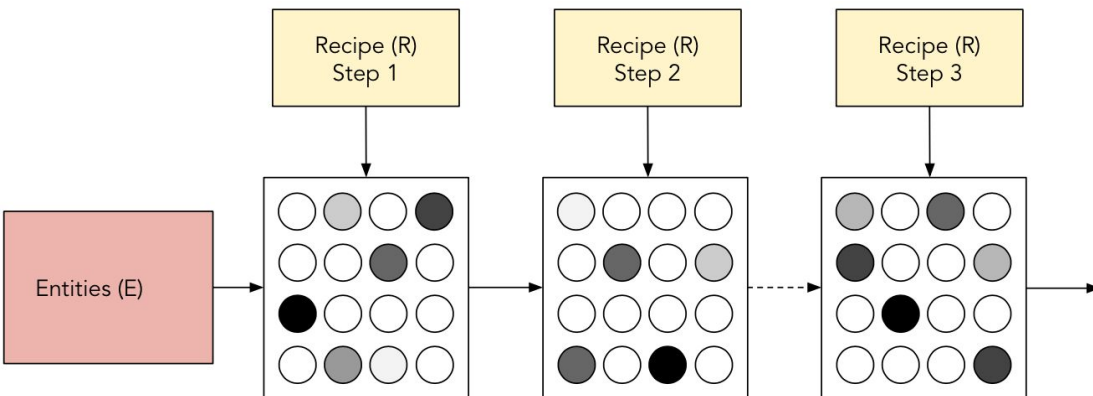 Recipe (R)
Step 1
Recipe (R)
Step 2
Recipe (R)
Step 3
Entities (E)